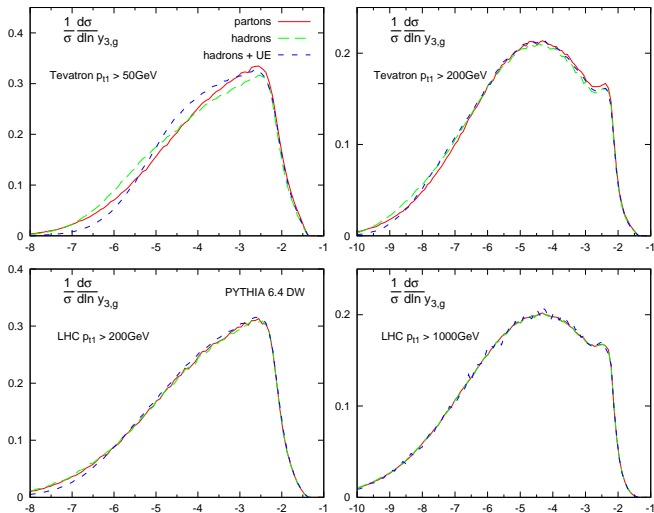 1 dσ
σ dln y3,g
partons
hadrons
hadrons + UE
Tevatron pt1 > 50GeV
0.4
0.3
0.2
0.1
0
-8 -7 -6 -5 -4 -3 -2 -1
1 dσ
σ dln y3,g
Tevatron pt1 > 200GeV
0.2
0.1
0
-10 -9 -8 -7 -6 -5 -4 -3 -2 -1
1 dσ
σ dln y3,g
PYTHIA 6.4 DW
LHC pt1 > 200GeV
0.4
0.3
0.2
0.1
0
-8 -7 -6 -5 -4 -3 -2 -1
1 dσ
σ dln y3,g
LHC pt1 > 1000GeV
0.2
0.1
0
-10 -9 -8 -7 -6 -5 -4 -3 -2 -1